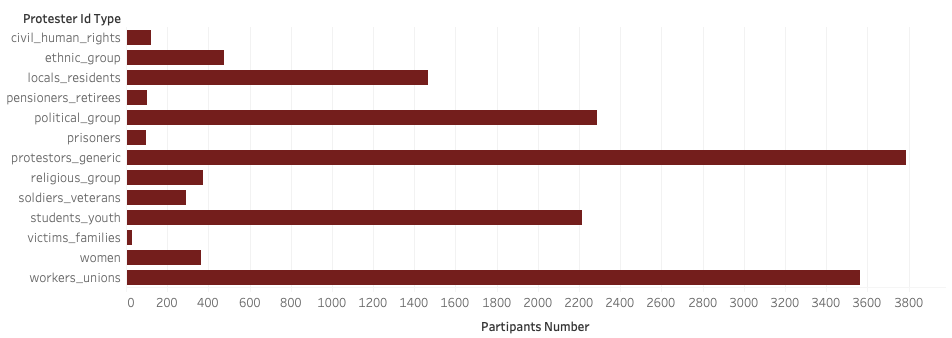 Protester Id Type
civil_human_rights
ethnic_group
locals_residents
pensioners_retirees
political_group
prisoners
protestors_generic
religious_group
soldiers_veterans
students_youth
victims_families
women
workers_unions
0 200 400 600 800 1000 1200 1400 1600 1800 2000 2200 2400 2600 2800 3000 3200 3400 3600 3800
Partipants Number